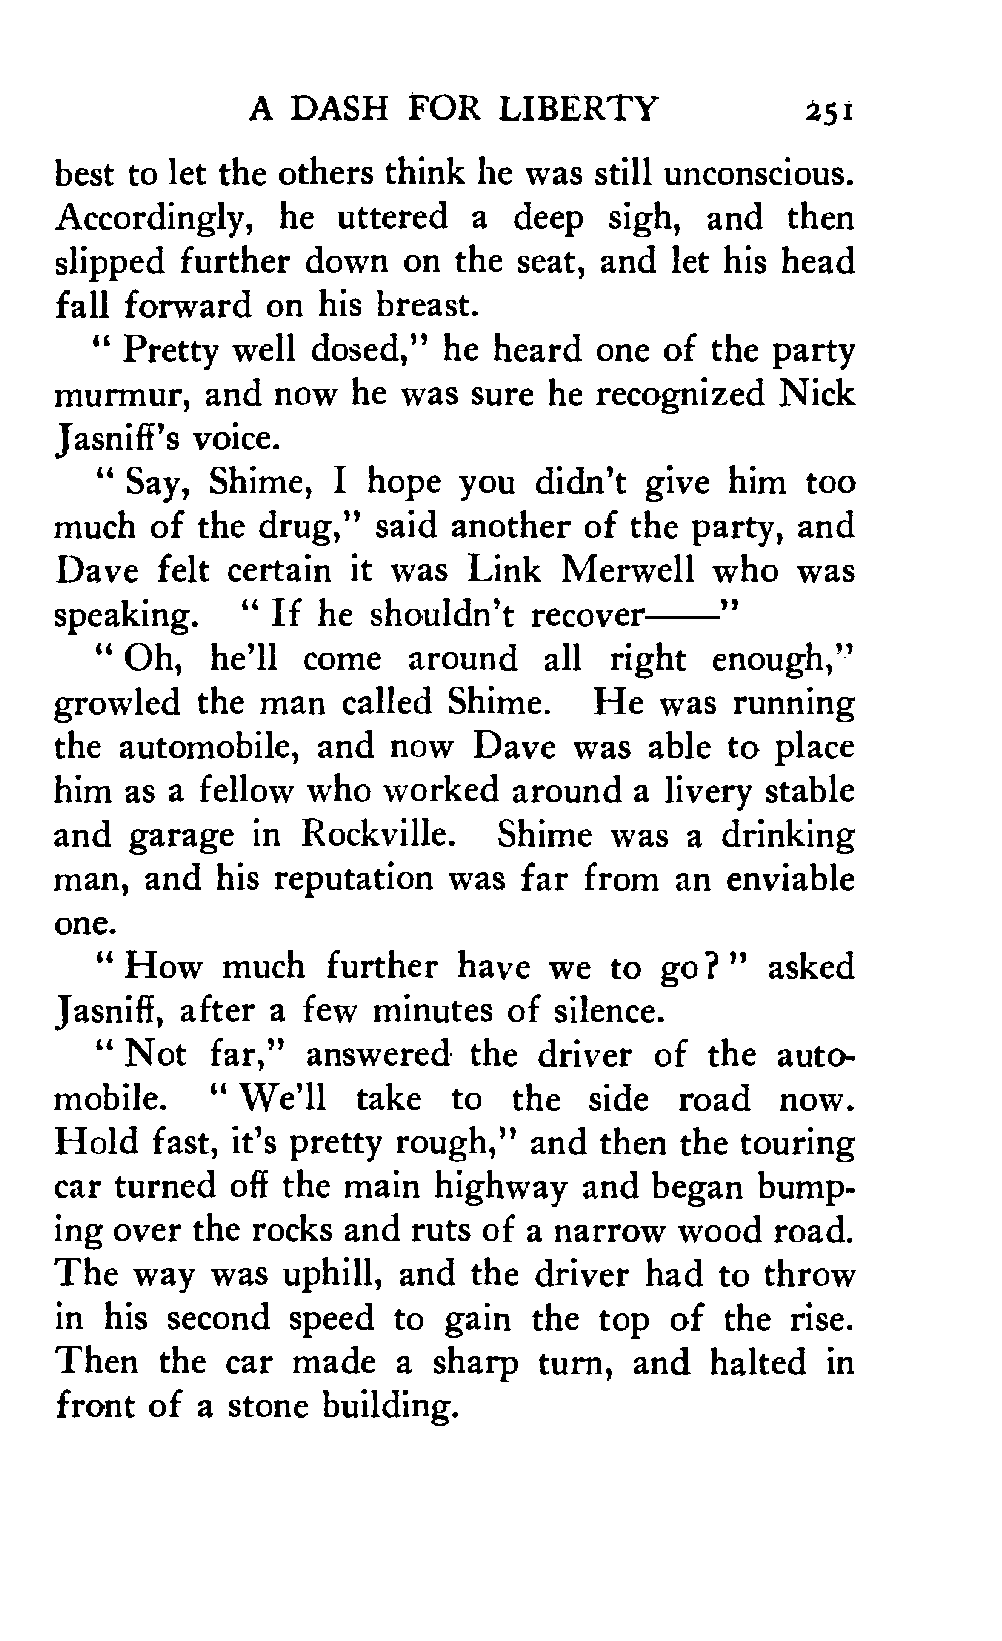 A DASH FOR LIBERTY 251
best to let the others think he was still unconscious.
Accordingly, he uttered a deep sigh, and then
slipped further down on the seat, and let his head
fall forward on his breast.
" Pretty well dosed," he heard one of the party
murmur, and now he was sure he recognized Nick
Jasniff's voice.
" Say, Shime, I hope you didn't give him too
much of the drug," said another of the party, and
Dave felt certain it was Link Merwell who was
speaking. " If he shouldn't recover——"
" Oh, he'll come around all right enough,"
growled the man called Shime. He was running
the automobile, and now Dave was able to place
him as a fellow who worked around a livery stable
and garage in Rockville. Shime was a drinking
man, and his reputation was far from an enviable
one.
" How much further have we to go? " asked
Jasniff, after a few minutes of silence.
" Not far," answered the driver of the auto-
mobile. " We'll take to the side road now.
Hold fast, it's pretty rough," and then the touring
car turned off the main highway and began bump-
ing over the rocks and ruts of a narrow wood road.
The way was uphill, and the driver had to throw
in his second speed to gain the top of the rise.
Then the car made a sharp turn, and halted in
front of a stone building.